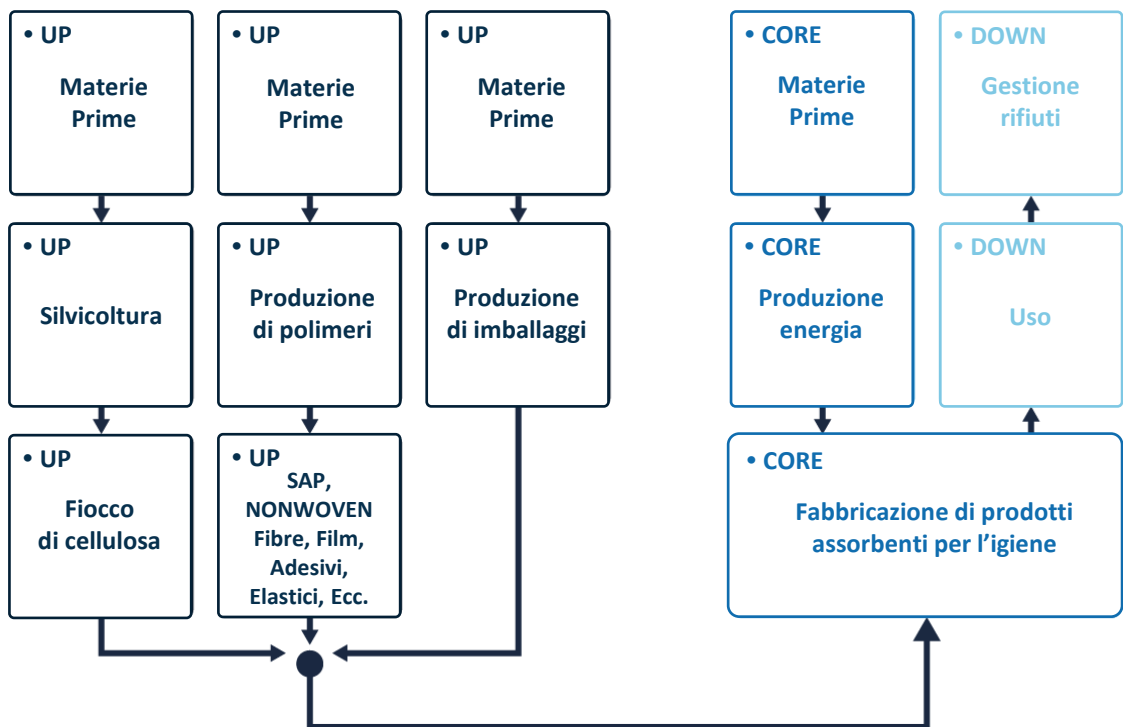 • UP
Materie
Prime
• UP
Materie
Prime
• UP
Materie
Prime
• CORE
Materie
Prime
• DOWN
Gestione
rifiuti
• UP
Silvicoltura
• UP
Produzione
di polimeri
• UP
Produzione
di imballaggi
• CORE
Produzione
energia
• DOWN
Uso
• UP
Fiocco
di cellulosa
• UP
SAP,
NONWOVEN
Fibre, Film,
Adesivi,
Elastici, Ecc.
• CORE
Fabbricazione di prodotti
assorbenti per l’igiene